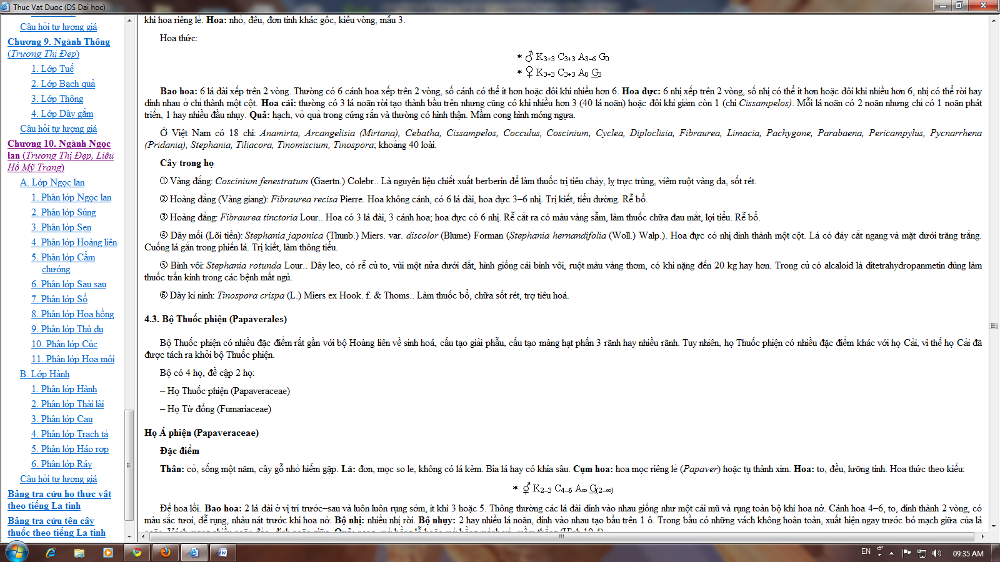 Thuc Vat Duoc (DS Dai hoc)
Câu hỏi tự lượng giá
Chương 9. Ngành Thông
(Trương Thị Đẹp)
1. Lớp Tuế
2. Lớp Bạch quả
3. Lớp Thông
4. Lớp Dây gắm
Câu hỏi tự lượng giá
Chương 10. Ngành Ngọc
lan (Trương Thị Đẹp, Liêu
Hồ Mỹ Trang)
A. Lớp Ngọc lan
1. Phân lớp Ngọc lan
2. Phân lớp Súng
3. Phân lớp Sen
4. Phân lớp Hoàng liên
5. Phân lớp Cẩm
chướng
6. Phân lớp Sau sau
7. Phân lớp Sổ
8. Phân lớp Hoa hồng
9. Phân lớp Thù du
10. Phân lớp Cúc
11. Phân lớp Hoa môi
B. Lớp Hành
1. Phân lớp Hành
2. Phân lớp Thài lài
3. Phân lớp Cau
4. Phân lớp Trạch tả
5. Phân lớp Háo rợp
6. Phân lớp Ráy
Câu hỏi tự lượng giá
Bảng tra cứu họ thực vật
theo tiếng La tinh
Bảng tra cứu tên cây
thuốc theo tiếng La tinh
khi hoa riêng lẻ. Hoa: nhỏ, đều, đơn tính khác gốc, kiểu vòng, mẫu 3.
Hoa thức:
* ♂ K3+3 C3+3 A3–6 G0
* ♀ K3+3 C3+3 A0 G3
Bao hoa: 6 lá đài xếp trên 2 vòng. Thường có 6 cánh hoa xếp trên 2 vòng, số cánh có thể ít hơn hoặc đôi khi nhiều hơn 6. Hoa đực: 6 nhị xếp trên 2 vòng, số nhị có thể ít hơn hoặc đôi khi nhiều hơn 6, nhị có thể rời hay
dính nhau ở chỉ thành một cột. Hoa cái: thường có 3 lá noãn rời tạo thành bầu trên nhưng cũng có khi nhiều hơn 3 (40 lá noãn) hoặc đôi khi giảm còn 1 (chi Cissampelos). Mỗi lá noãn có 2 noãn nhưng chỉ có 1 noãn phát
triển, 1 hay nhiều đầu nhụy. Quả: hạch, vỏ quả trong cứng rắn và thường có hình thận. Mầm cong hình móng ngựa.
Ở Việt Nam có 18 chi: Anamirta, Arcangelisia (Mirtana), Cebatha, Cissampelos, Cocculus, Coscinium, Cyclea, Diploclisia, Fibraurea, Limacia, Pachygone, Parabaena, Pericampylus, Pycnarrhena
(Pridania), Stephania, Tiliacora, Tinomiscium, Tinospora; khoảng 40 loài.
Cây trong họ
① Vàng đắng: Coscinium fenestratum (Gaertn.) Colebr.. Là nguyên liệu chiết xuất berberin để làm thuốc trị tiêu chảy, lỵ trực trùng, viêm ruột vàng da, sốt rét.
② Hoàng đằng (Vàng giang): Fibraurea recisa Pierre. Hoa không cánh, có 6 lá đài, hoa đực 3–6 nhị. Trị kiết, tiểu đường. Rễ bổ.
③ Hoàng đằng: Fibraurea tinctoria Lour.. Hoa có 3 lá đài, 3 cánh hoa; hoa đực có 6 nhị. Rễ cắt ra có màu vàng sẫm, làm thuốc chữa đau mắt, lợi tiểu. Rễ bổ.
④ Dây mối (Lõi tiền): Stephania japonica (Thunb.) Miers. var. discolor (Blume) Forman (Stephania hernandifolia (Woll.) Walp.). Hoa đực có nhị dính thành một cột. Lá có đáy cắt ngang và mặt dưới trăng trắng.
Cuống lá gắn trong phiến lá. Trị kiết, làm thông tiểu.
⑤ Bình vôi: Stephania rotunda Lour.. Dây leo, có rễ củ to, vùi một nửa dưới đất, hình giống cái bình vôi, ruột màu vàng thơm, có khi nặng đến 20 kg hay hơn. Trong củ có alcaloid là ditetrahydropanmetin dùng làm
thuốc trấn kinh trong các bệnh mất ngủ.
⑥ Dây kí ninh: Tinospora crispa (L.) Miers ex Hook. f. & Thoms.. Làm thuốc bổ, chữa sốt rét, trợ tiêu hoá.
4.3. Bộ Thuốc phiện (Papaverales)
Bộ Thuốc phiện có nhiều đặc điểm rất gần với bộ Hoàng liên về sinh hoá, cấu tạo giải phẫu, cấu tạo màng hạt phấn 3 rãnh hay nhiều rãnh. Tuy nhiên, họ Thuốc phiện có nhiều đặc điểm khác với họ Cải, vì thế họ Cải đã
được tách ra khỏi bộ Thuốc phiện.
Bộ có 4 họ, đề cập 2 họ:
– Họ Thuốc phiện (Papaveraceae)
– Họ Từ đổng (Fumariaceae)
Họ Á phiện (Papaveraceae)
Đặc điểm
Thân: cỏ, sống một năm, cây gỗ nhỏ hiếm gặp. Lá: đơn, mọc so le, không có lá kèm. Bìa lá hay có khía sâu. Cụm hoa: hoa mọc riêng lẻ (Papaver) hoặc tụ thành xim. Hoa: to, đều, lưỡng tính. Hoa thức theo kiểu:
* ⚥ K2–3 C4–6 A∞ G(2–∞)
Đế hoa lồi. Bao hoa: 2 lá đài ở vị trí trước–sau và luôn luôn rụng sớm, ít khi 3 hoặc 5. Thông thường các lá đài dính vào nhau giống như một cái mũ và rụng toàn bộ khi hoa nở. Cánh hoa 4–6, to, đính thành 2 vòng, có
màu sắc tươi, dễ rụng, nhàu nát trước khi hoa nở. Bộ nhị: nhiều nhị rời. Bộ nhụy: 2 hay nhiều lá noãn, dính vào nhau tạo bầu trên 1 ô. Trong bầu có những vách không hoàn toàn, xuất hiện ngay trước bó mạch giữa của lá
EN
09:35 AM